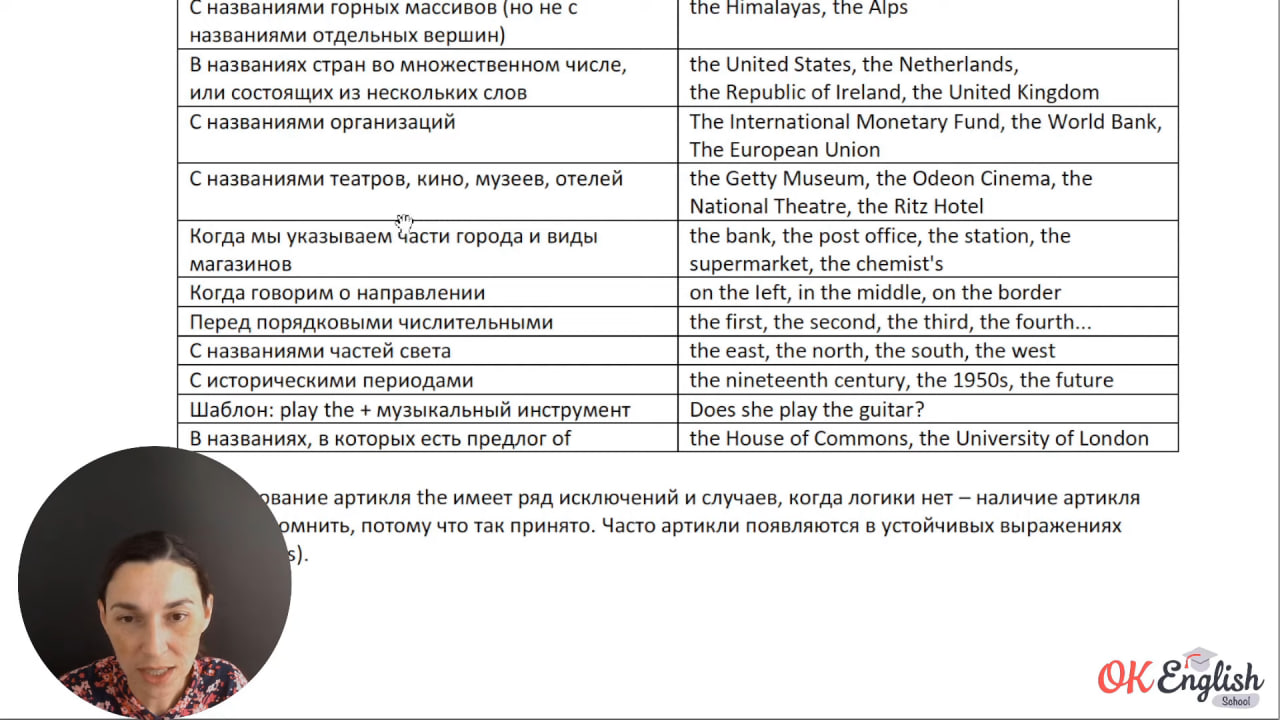 С названиями горных массивов (но не с
названиями отдельных вершин)
the Himalayas, the Alps
В названиях стран во множественном числе,
или состоящих из нескольких слов
the United States, the Netherlands,
the Republic of Ireland, the United Kingdom
С названиями организаций
The International Monetary Fund, the World Bank,
The European Union
С названиями театров, кино, музеев, отелей
the Getty Museum, the Odeon Cinema, the
National Theatre, the Ritz Hotel
Когда мы указываем части города и виды
магазинов
the bank, the post office, the station, the
supermarket, the chemist's
Когда говорим о направлении
on the left, in the middle, on the border
Перед порядковыми числительными
the first, the second, the third, the fourth...
С названиями частей света
the east, the north, the south, the west
С историческими периодами
the nineteenth century, the 1950s, the future
Шаблон: play the + музыкальный инструмент
Does she play the guitar?
В названиях, в которых есть предлог of
the House of Commons, the University of London
артикля the имеет ряд исключений и случаев, когда логики нет – наличие артикля
потому что так принято. Часто артикли появляются в устойчивых выражениях
OK English
School